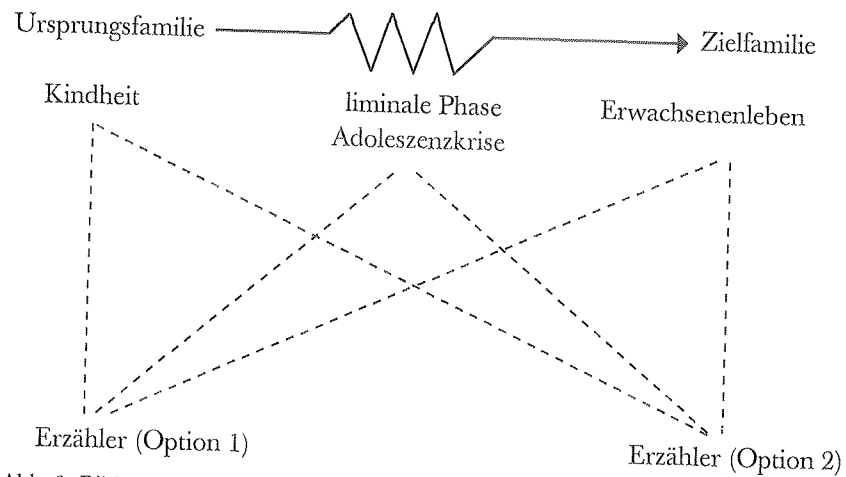 Ursprungsfamilie
Zielfamilie
Kindheit
liminale Phase
Adoleszenzkrise
Erwachsenenleben
Erzähler (Option 1)
Erzähler (Option 2)